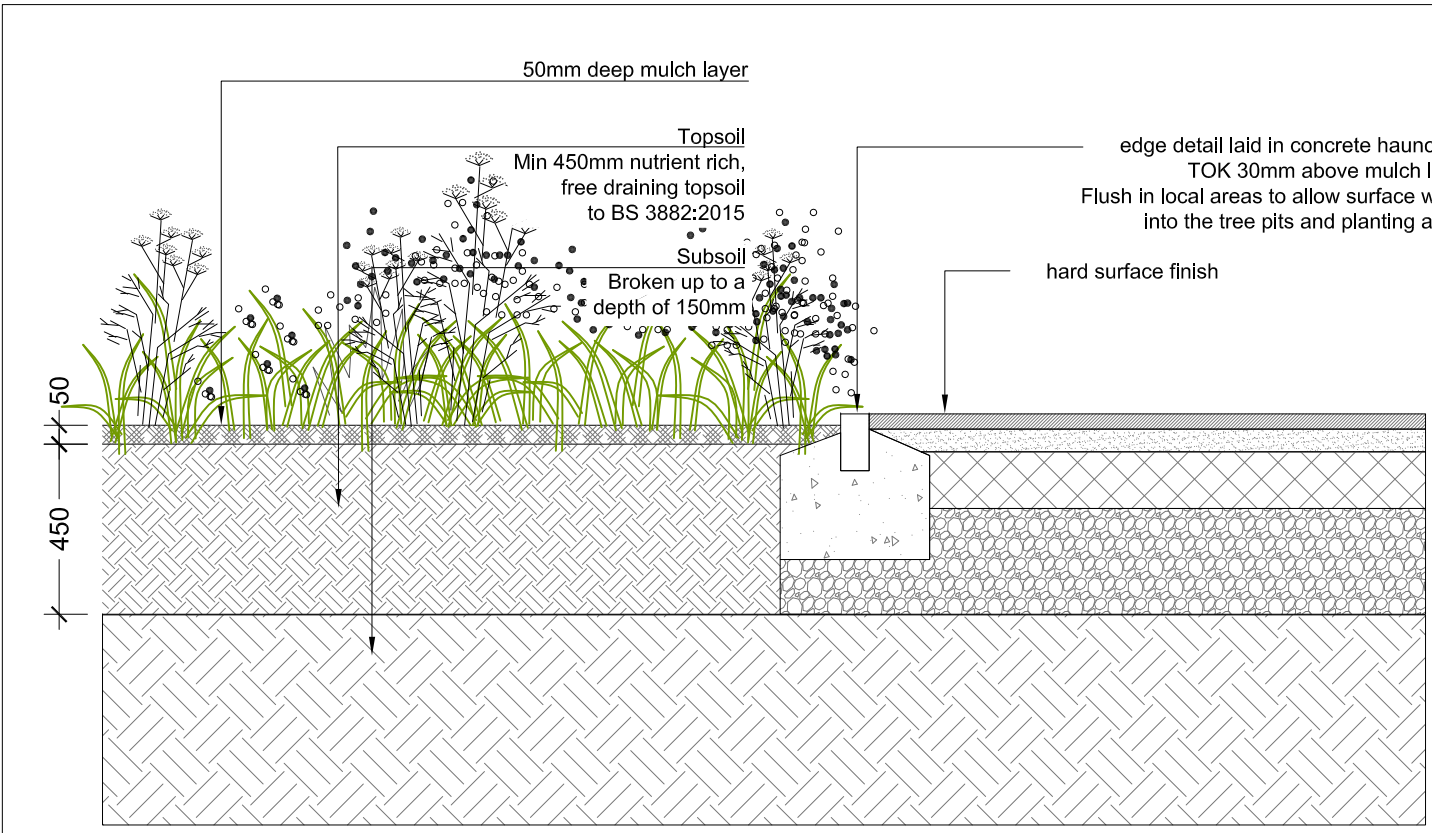 50mm deep mulch layer
Topsoil
Min 450mm nutrient rich,
free draining topsoil
to BS 3882:2015
Subsoil
Broken up to a
depth of 150mm
edge detail laid in concrete
TOK 30mm above mulch
Flush in local areas to allow surface
into the tree pits and planting
hard surface finish
50
450